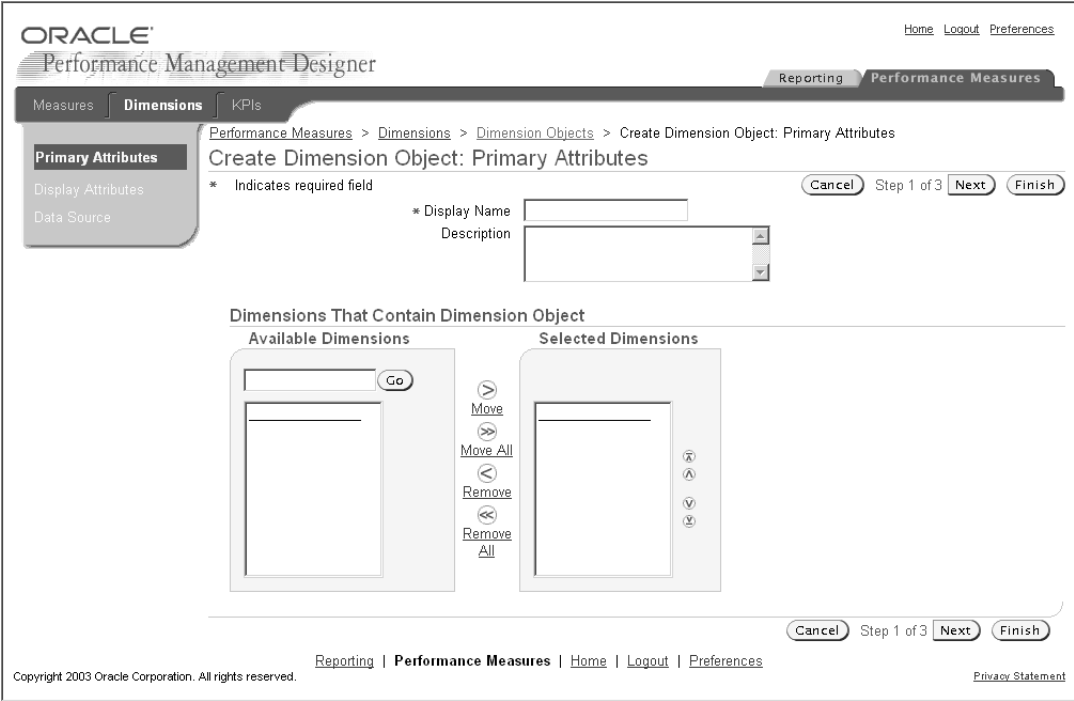 ORACLE
Performance Management Designer
Home Logout Preferences
Reporting Performance Measures
Measures Dimensions KPIs
Primary Attributes
Display Attributes
Data Source
Performance Measures > Dimensions > Dimension Objects > Create Dimension Object: Primary Attributes
Create Dimension Object: Primary Attributes
* Indicates required field
Cancel Step 1 of 3 Next Finish
* Display Name
Description
Dimensions That Contain Dimension Object
Available Dimensions Selected Dimensions
Go
> Move
>> Move All
< Remove
<< Remove All
Cancel Step 1 of 3 Next Finish
Reporting | Performance Measures | Home | Logout | Preferences
Copyright 2003 Oracle Corporation. All rights reserved.
Privacy Statement